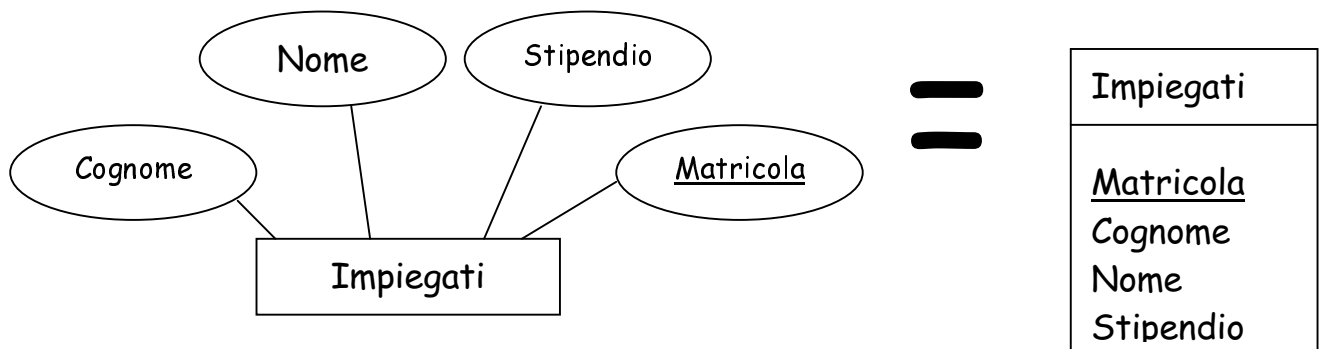 Nome
Stipendio
Cognome
Matricola
Impiegati
=
Impiegati
Matricola
Cognome
Nome
Stipendio